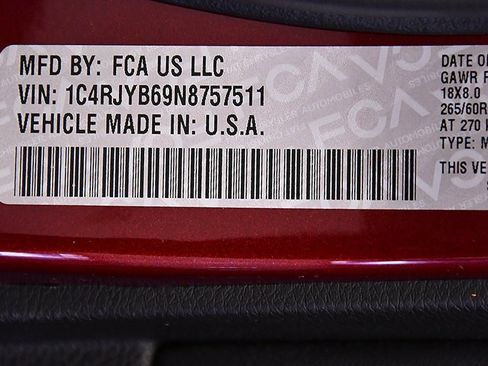 MFD BY: FCA US LLC
VIN: 1C4RJYB69N8757511
VEHICLE MADE IN: U.S.A.
DATE OF
GAWR F
18X8.0
265/60R
AT 270 k
TYPE: M
THIS VE
FCA